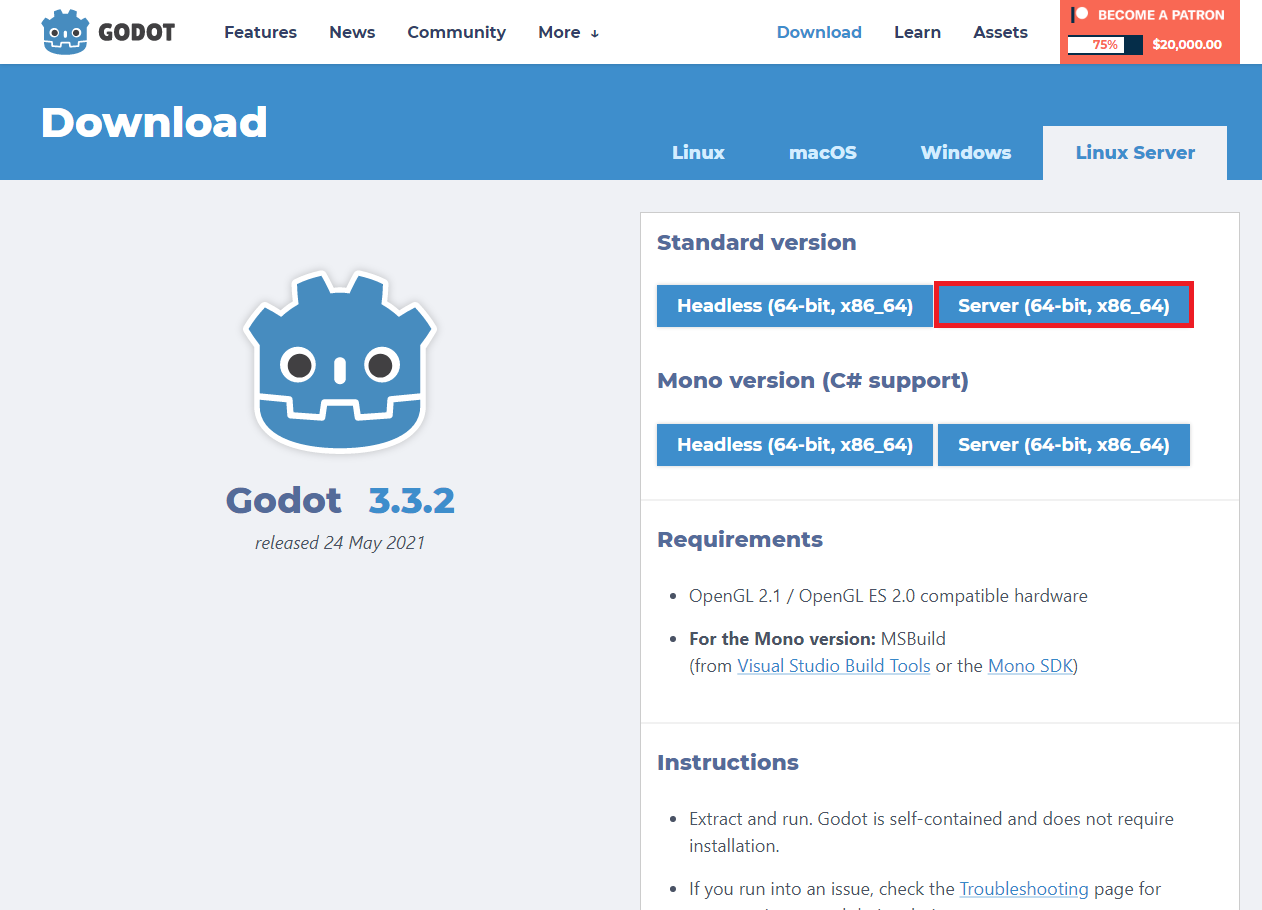 GODOT
Features
News
Community
More ↓
Download
Learn
Assets
BECOME A PATRON
75%
$20,000.00
Download
Linux
macOS
Windows
Linux Server
Godot 3.3.2
released 24 May 2021
Standard version
Headless (64-bit, x86_64)
Server (64-bit, x86_64)
Mono version (C# support)
Headless (64-bit, x86_64)
Server (64-bit, x86_64)
Requirements
• OpenGL 2.1 / OpenGL ES 2.0 compatible hardware
• For the Mono version: MSBuild
(from Visual Studio Build Tools or the Mono SDK)
Instructions
• Extract and run. Godot is self-contained and does not require
installation.
• If you run into an issue, check the Troubleshooting page for